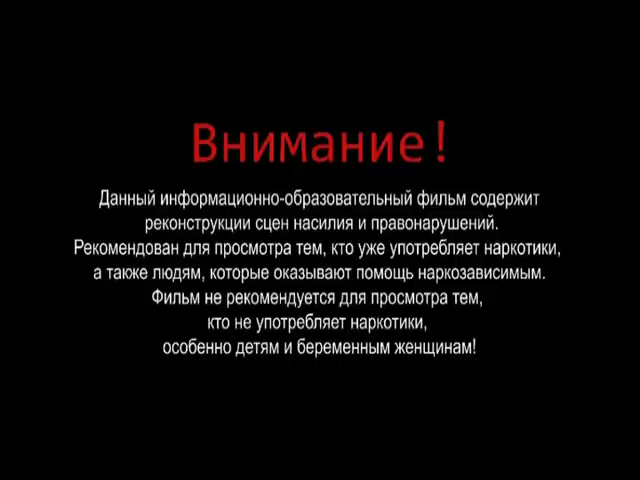 Внимание!
Данный информационно-образовательный фильм содержит
реконструкции сцен насилия и правонарушений.
Рекомендован для просмотра тем, кто уже употребляет наркотики,
а также людям, которые оказывают помощь наркозависимым.
Фильм не рекомендуется для просмотра тем,
кто не употребляет наркотики,
особенно детям и беременным женщинам!